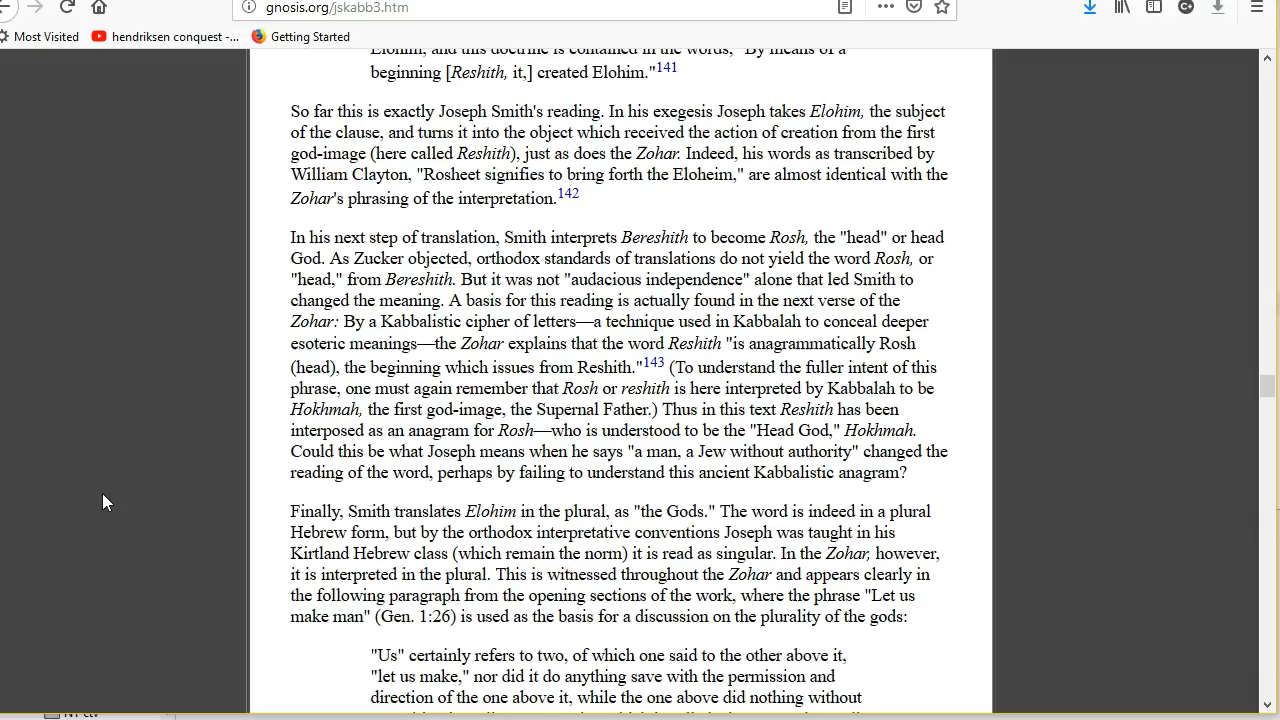 gnosis.org/jskabb3.htm
Most Visited
hendriksen conquest -...
Getting Started
Elohim, and this doctrine is contained in the words, "By means of a
beginning [Reshith, it,] created Elohim."141
So far this is exactly Joseph Smith's reading. In his exegesis Joseph takes Elohim, the subject
of the clause, and turns it into the object which received the action of creation from the first
god-image (here called Reshith), just as does the Zohar. Indeed, his words as transcribed by
William Clayton, "Rosheet signifies to bring forth the Eloheim," are almost identical with the
Zohar's phrasing of the interpretation.142
In his next step of translation, Smith interprets Bereshith to become Rosh, the "head" or head
God. As Zucker objected, orthodox standards of translations do not yield the word Rosh, or
"head," from Bereshith. But it was not "audacious independence" alone that led Smith to
changed the meaning. A basis for this reading is actually found in the next verse of the
Zohar: By a Kabbalistic cipher of letters—a technique used in Kabbalah to conceal deeper
esoteric meanings—the Zohar explains that the word Reshith "is anagrammatically Rosh
(head), the beginning which issues from Reshith."143 (To understand the fuller intent of this
phrase, one must again remember that Rosh or reshith is here interpreted by Kabbalah to be
Hokhmah, the first god-image, the Supernal Father.) Thus in this text Reshith has been
interposed as an anagram for Rosh—who is understood to be the "Head God," Hokhmah.
Could this be what Joseph means when he says "a man, a Jew without authority" changed the
reading of the word, perhaps by failing to understand this ancient Kabbalistic anagram?
Finally, Smith translates Elohim in the plural, as "the Gods." The word is indeed in a plural
Hebrew form, but by the orthodox interpretative conventions Joseph was taught in his
Kirtland Hebrew class (which remain the norm) it is read as singular. In the Zohar, however,
it is interpreted in the plural. This is witnessed throughout the Zohar and appears clearly in
the following paragraph from the opening sections of the work, where the phrase "Let us
make man" (Gen. 1:26) is used as the basis for a discussion on the plurality of the gods:
"Us" certainly refers to two, of which one said to the other above it,
"let us make," nor did it do anything save with the permission and
direction of the one above it, while the one above did nothing without